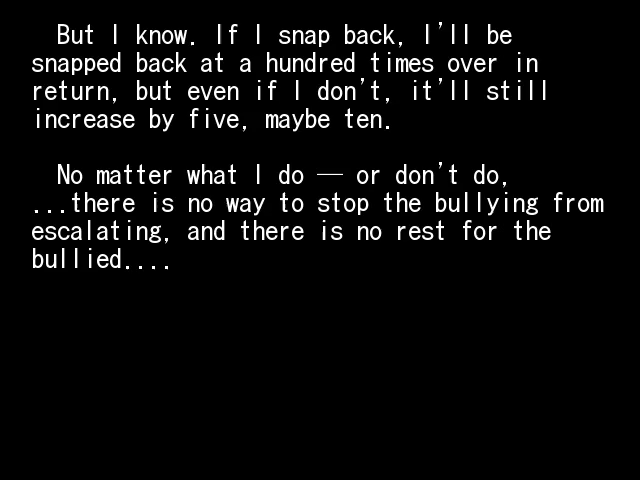 But I know. If I snap back, I'll be
snapped back at a hundred times over in
return, but even if I don't, it'll still
increase by five, maybe ten.
No matter what I do — or don't do,
...there is no way to stop the bullying from
escalating, and there is no rest for the
bullied....